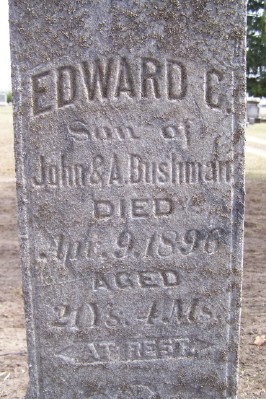 EDWARD C.
Son of
John & A. Bushman
DIED
Apr. 9. 1896
AGED
21 Ys. 4 Ms.
AT REST.